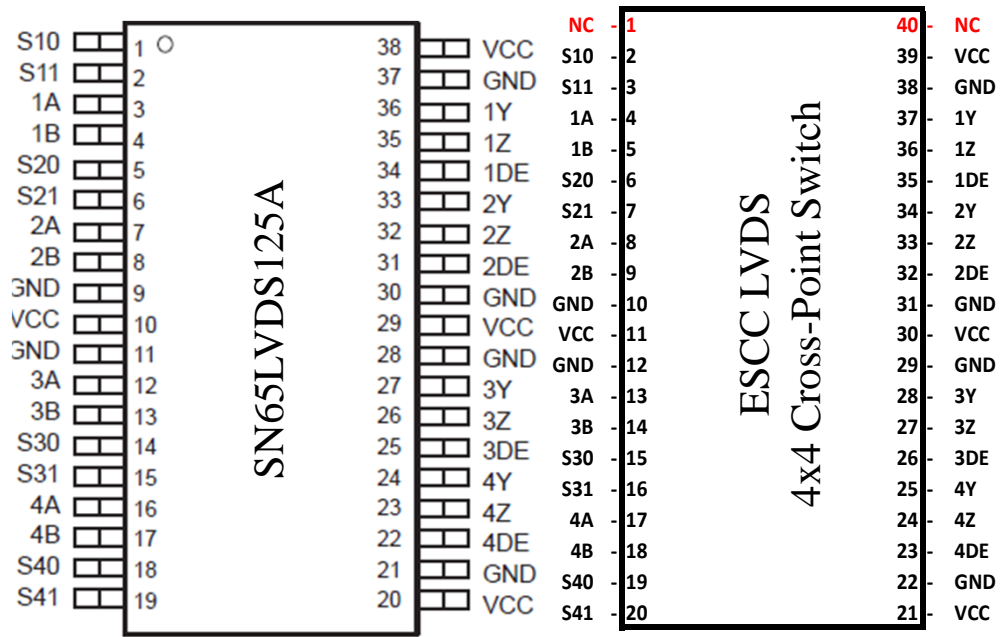 S10 1 38 VCC
S11 2 37 GND
1A 3 36 1Y
1B 4 35 1Z
S20 5 34 1DE
S21 6 33 2Y
2A 7 32 2Z
2B 8 31 2DE
GND 9 30 GND
VCC 10 29 VCC
GND 11 28 GND
3A 12 27 3Y
3B 13 26 3Z
S30 14 25 3DE
S31 15 24 4Y
4A 16 23 4Z
4B 17 22 4DE
S40 18 21 GND
S41 19 20 VCC
SN65LVDS125A
NC - 1 40 - NC
S10 - 2 39 - VCC
S11 - 3 38 - GND
1A - 4 37 - 1Y
1B - 5 36 - 1Z
S20 - 6 35 - 1DE
S21 - 7 34 - 2Y
2A - 8 33 - 2Z
2B - 9 32 - 2DE
GND - 10 31 - GND
VCC - 11 30 - VCC
GND - 12 29 - GND
3A - 13 28 - 3Y
3B - 14 27 - 3Z
S30 - 15 26 - 3DE
S31 - 16 25 - 4Y
4A - 17 24 - 4Z
4B - 18 23 - 4DE
S40 - 19 22 - GND
S41 - 20 21 - VCC
ESCC LVDS
4x4 Cross-Point Switch